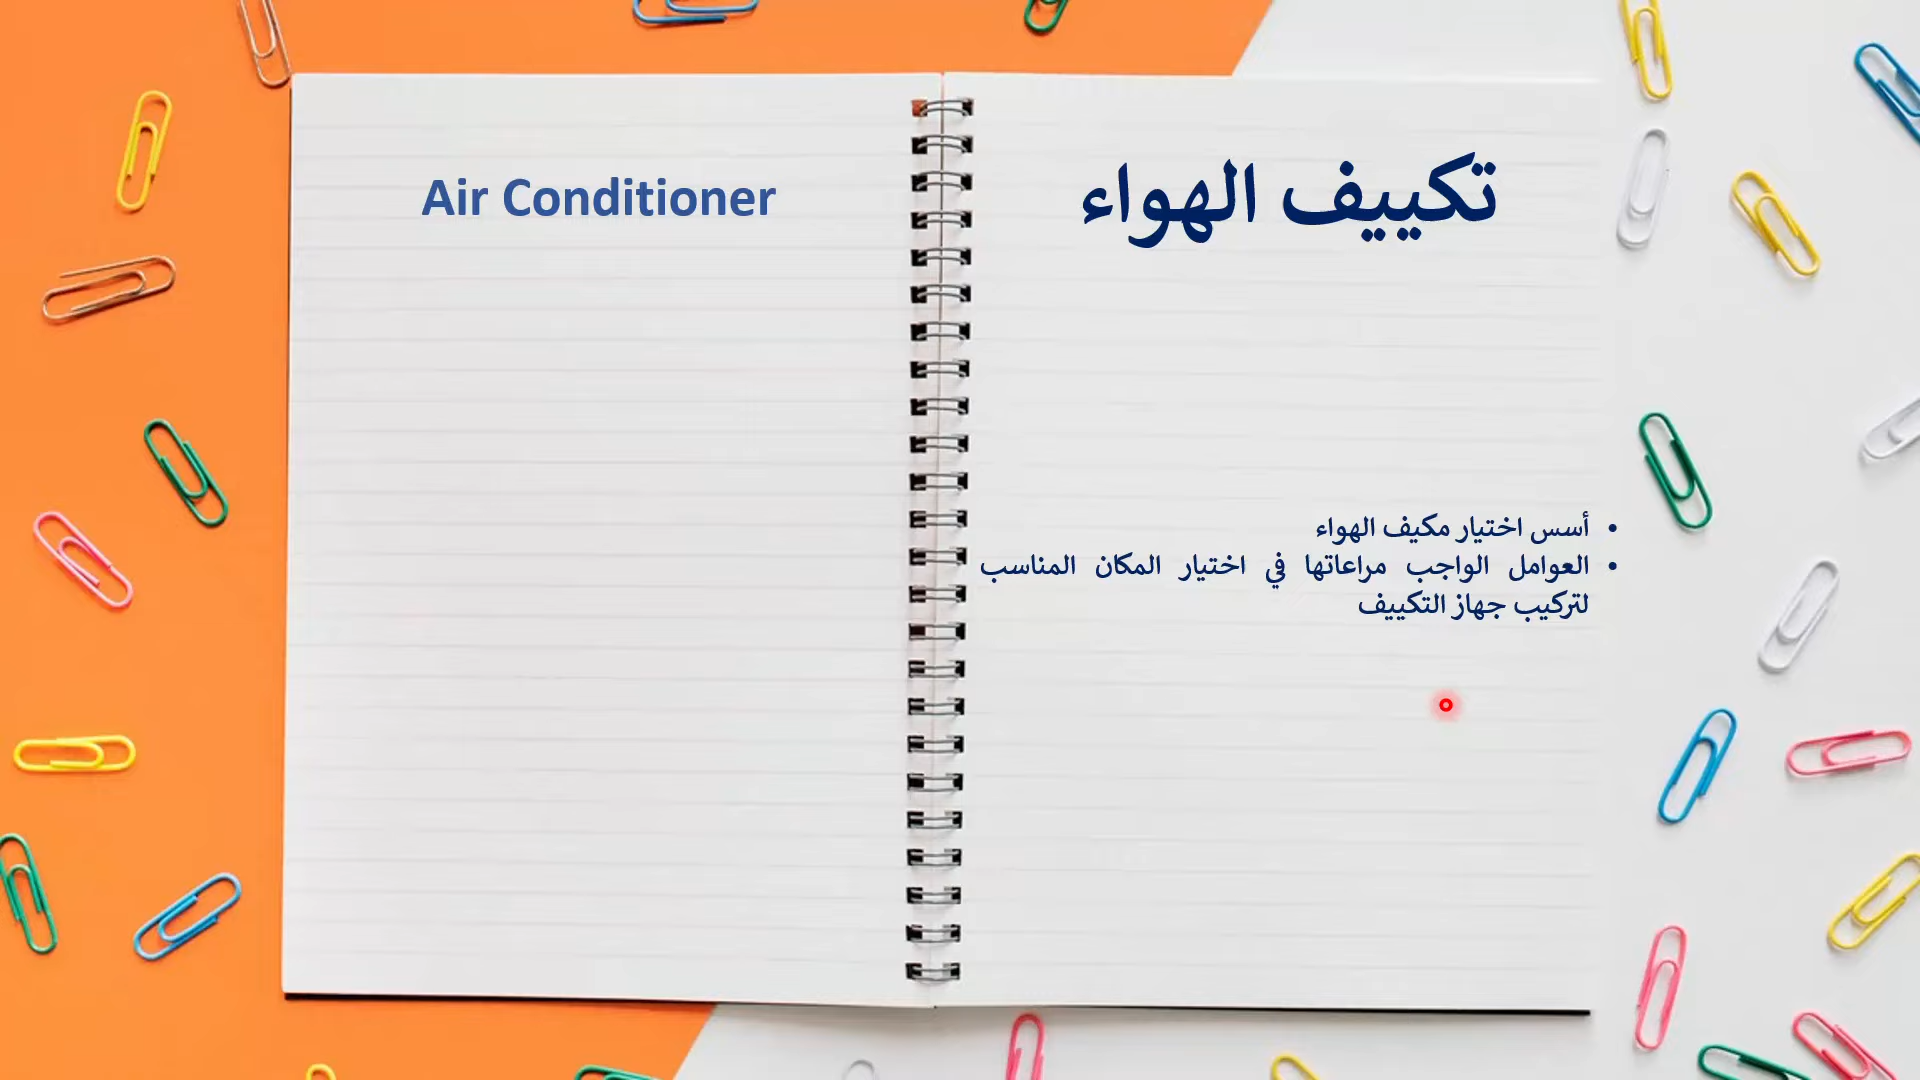 تكييف الهواء
Air Conditioner
• أسس اختيار مكيف الهواء
• العوامل الواجب مراعاتها في اختيار المكان المناسب
لتركيب جهاز التكييف